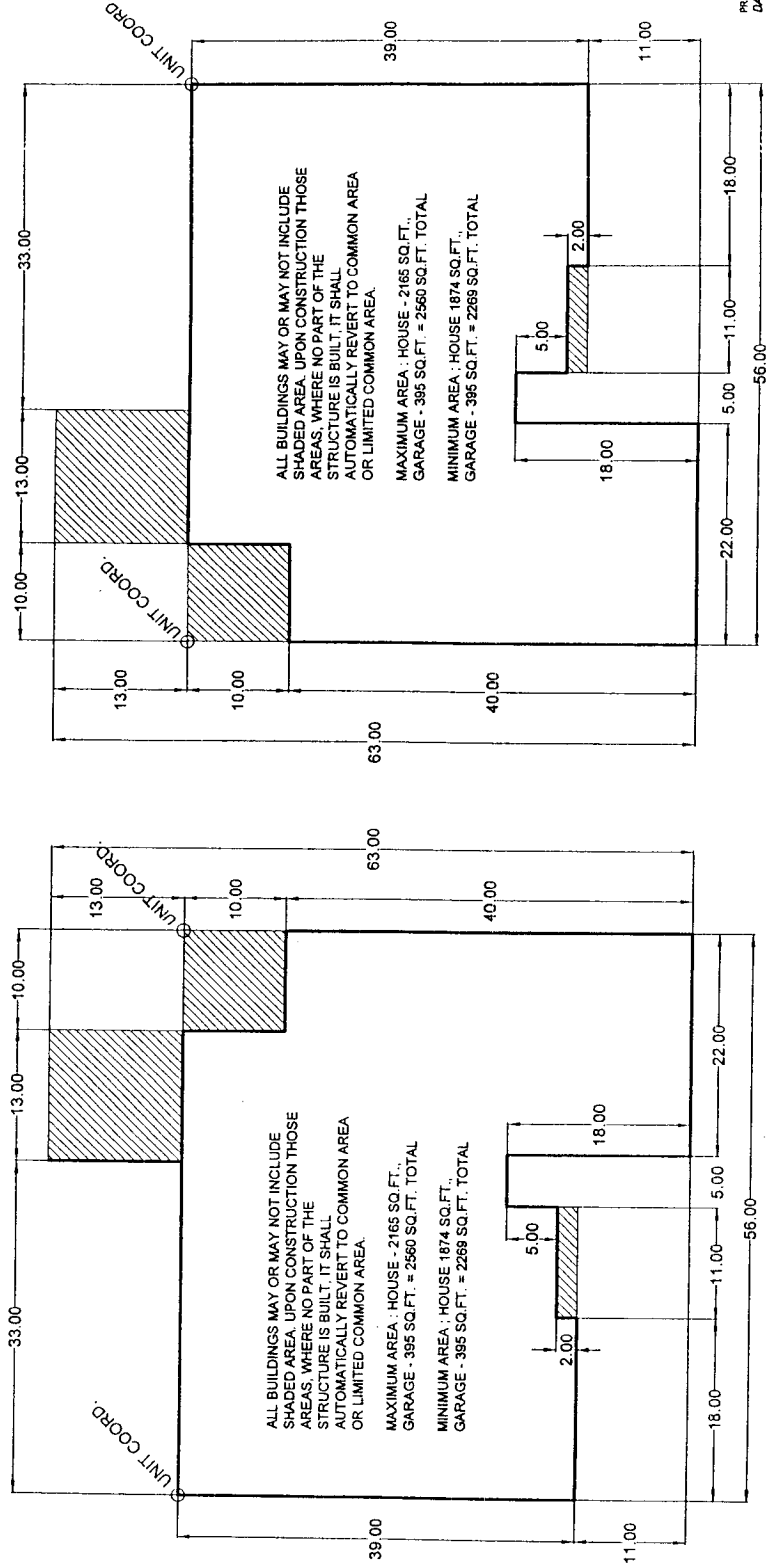 33.00
13.00
10.00
UNIT COORD.
UNIT COORD.
13.00
10.00
40.00
63.00
39.00
11.00
ALL BUILDINGS MAY OR MAY NOT INCLUDE
SHADED AREA. UPON CONSTRUCTION THOSE
AREAS, WHERE NO PART OF THE
STRUCTURE IS BUILT, IT SHALL
AUTOMATICALLY REVERT TO COMMON AREA
OR LIMITED COMMON AREA.
MAXIMUM AREA : HOUSE - 2165 SQ.FT.,
GARAGE - 395 SQ.FT. = 2560 SQ.FT. TOTAL
MINIMUM AREA : HOUSE 1874 SQ.FT.,
GARAGE - 395 SQ.FT. = 2269 SQ.FT. TOTAL
2.00
5.00
18.00
18.00
11.00
5.00
22.00
56.00
10.00
13.00
33.00
UNIT COORD.
UNIT COORD.
63.00
13.00
10.00
40.00
39.00
11.00
ALL BUILDINGS MAY OR MAY NOT INCLUDE
SHADED AREA. UPON CONSTRUCTION THOSE
AREAS, WHERE NO PART OF THE
STRUCTURE IS BUILT, IT SHALL
AUTOMATICALLY REVERT TO COMMON AREA
OR LIMITED COMMON AREA.
MAXIMUM AREA : HOUSE - 2165 SQ.FT.,
GARAGE - 395 SQ.FT. = 2560 SQ.FT. TOTAL
MINIMUM AREA : HOUSE 1874 SQ.FT.,
GARAGE - 395 SQ.FT. = 2269 SQ.FT. TOTAL
18.00
5.00
2.00
22.00
5.00
11.00
18.00
56.00
PR